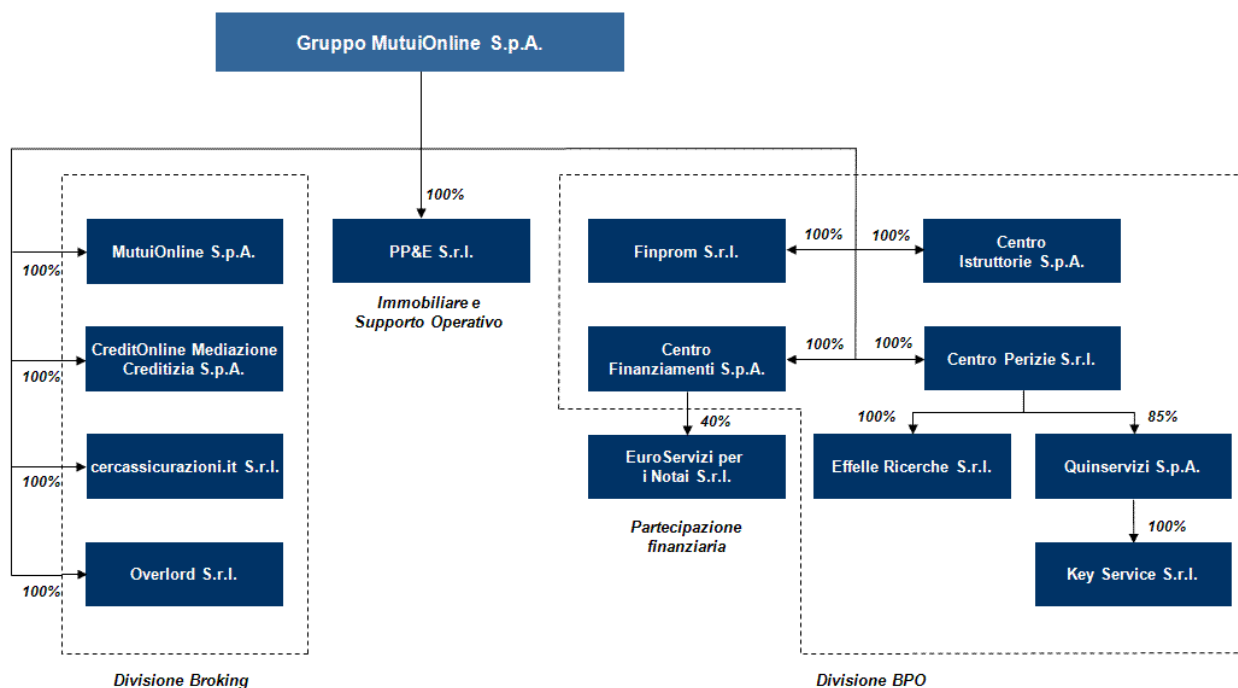 Gruppo MutuiOnline S.p.A.
100%
MutuiOnline S.p.A.
100%
PP&E S.r.l.
Immobiliare e
Supporto Operativo
Finprom S.r.l.
100%
100%
Centro
Istruttorie S.p.A.
CreditOnline Mediazione
Creditizia S.p.A.
100%
Centro
Finanziamenti S.p.A.
100%
100%
Centro Perizie S.r.l.
40%
100%
85%
cercassicurazioni.it S.r.l.
100%
EuroServizi per
i Notai S.r.l.
Effelle Ricerche S.r.l.
Quinservizi S.p.A.
Partecipazione
finanziaria
100%
Overlord S.r.l.
100%
Key Service S.r.l.
Divisione Broking
Divisione BPO